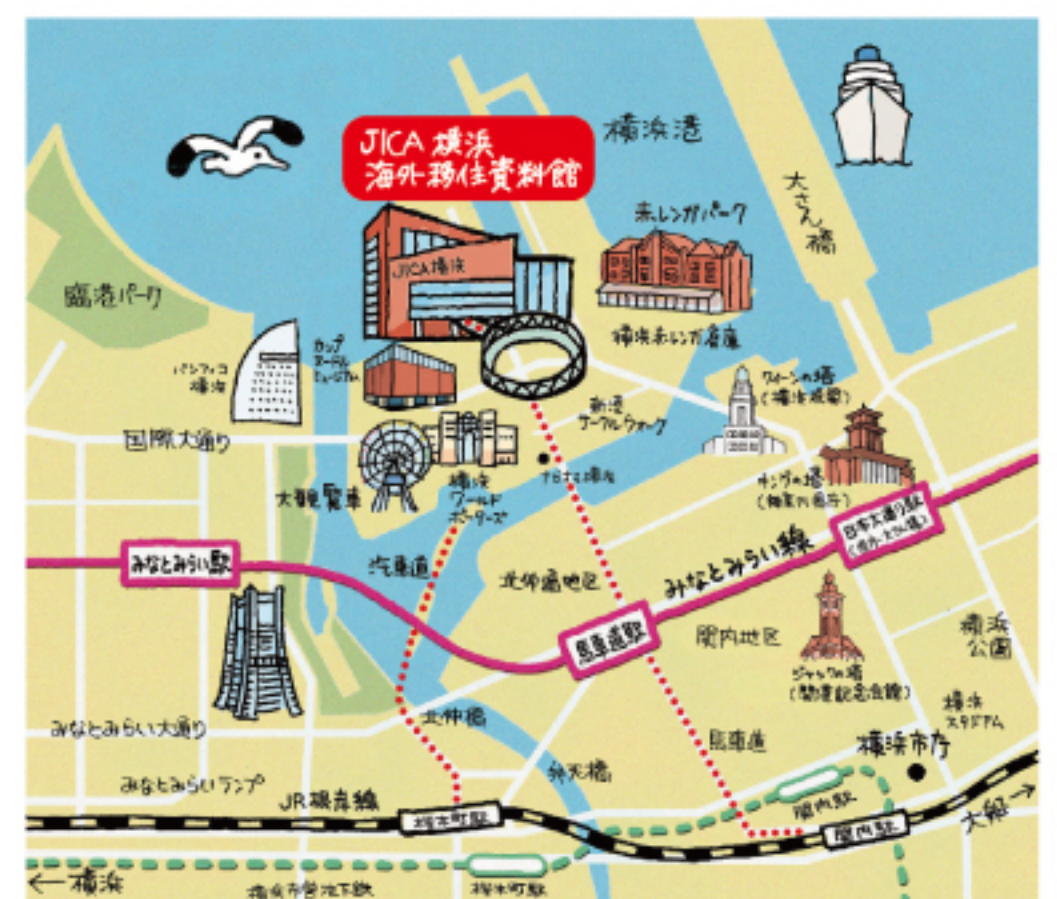 JICA 横浜
海外移住資料館
横浜港
大さん橋
赤レンガパーク
JICA横浜
臨港パーク
横浜赤レンガ倉庫
カップ
ヌードル
ミュージアム
パシフィコ
横浜
クイーンの塔
(横浜税関)
新港
サークルウォーク
国際大通り
キングの塔
(神奈川県庁)
大観覧車
横浜
ワールド
ポーターズ
日本大通り駅
みなとみらい線
みなとみらい駅
汽車道
北仲通地区
馬車道駅
関内地区
横浜
公園
ジャックの塔
(開港記念会館)
横浜
スタジアム
北仲橋
みなとみらい大通り
馬車道
横浜市庁
弁天橋
みなとみらいランプ
JR根岸線
桜木町駅
関内駅
関内駅
大船→
←横浜
横浜市営地下鉄
桜木町駅